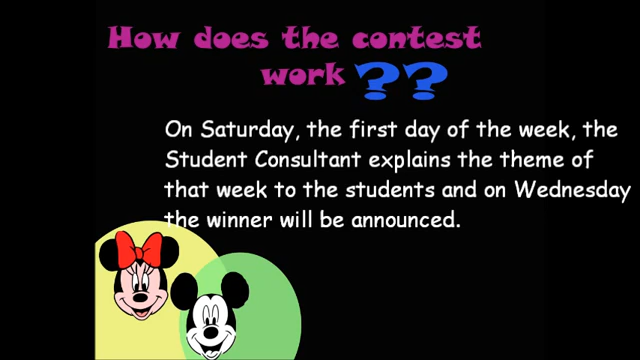 How does the contest
work ??
On Saturday, the first day of the week, the
Student Consultant explains the theme of
that week to the students and on Wednesday
the winner will be announced.